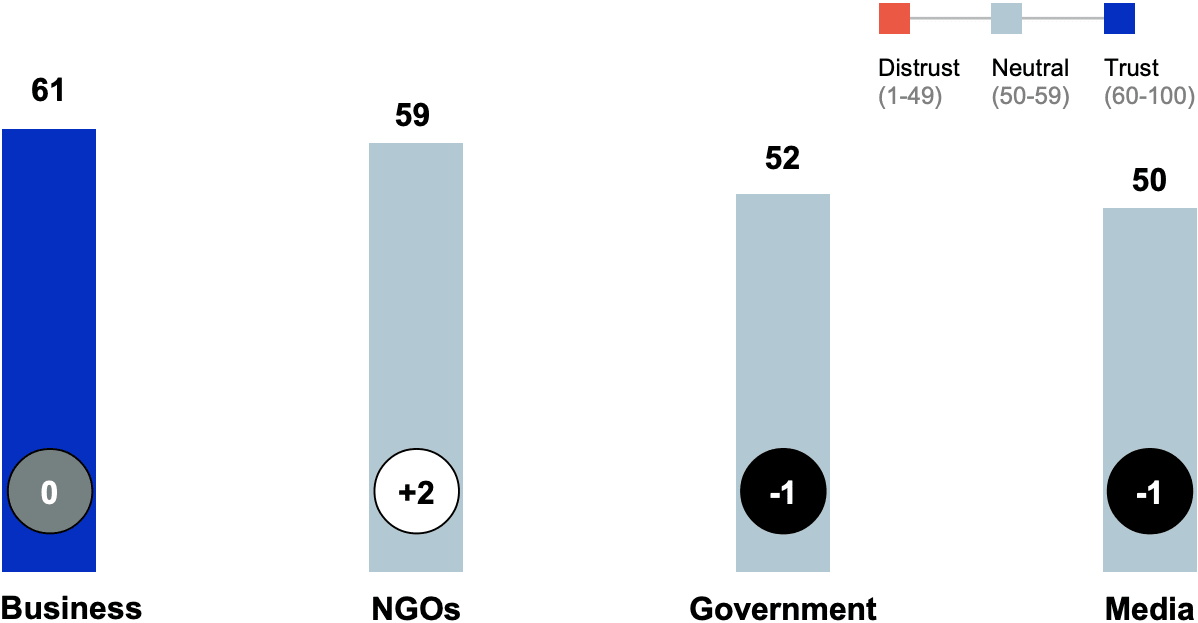 Distrust Neutral Trust
(1-49) (50-59) (60-100)
61
59
52
50
0
+2
-1
-1
Business NGOs Government Media